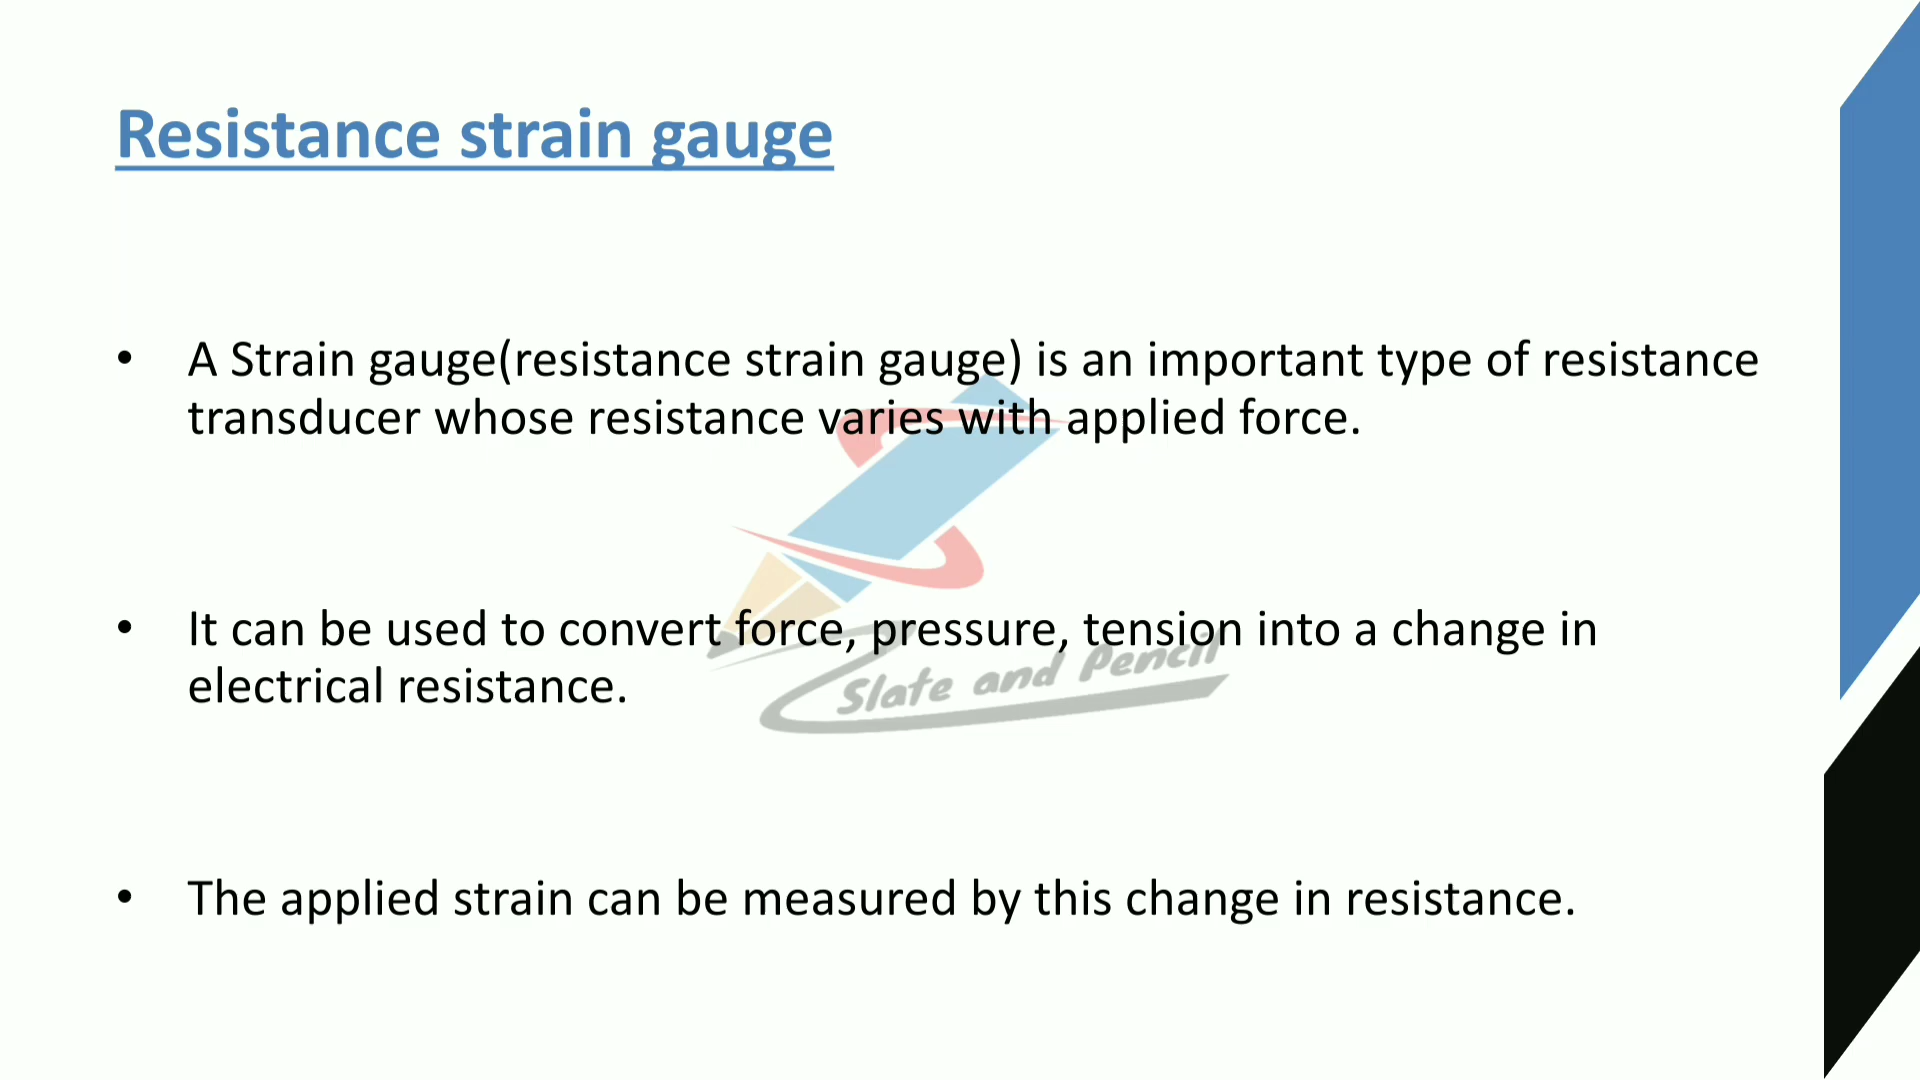 Resistance strain gauge
• A Strain gauge(resistance strain gauge) is an important type of resistance
transducer whose resistance varies with applied force.
• It can be used to convert force, pressure, tension into a change in
electrical resistance.
Slate and Pencil
• The applied strain can be measured by this change in resistance.